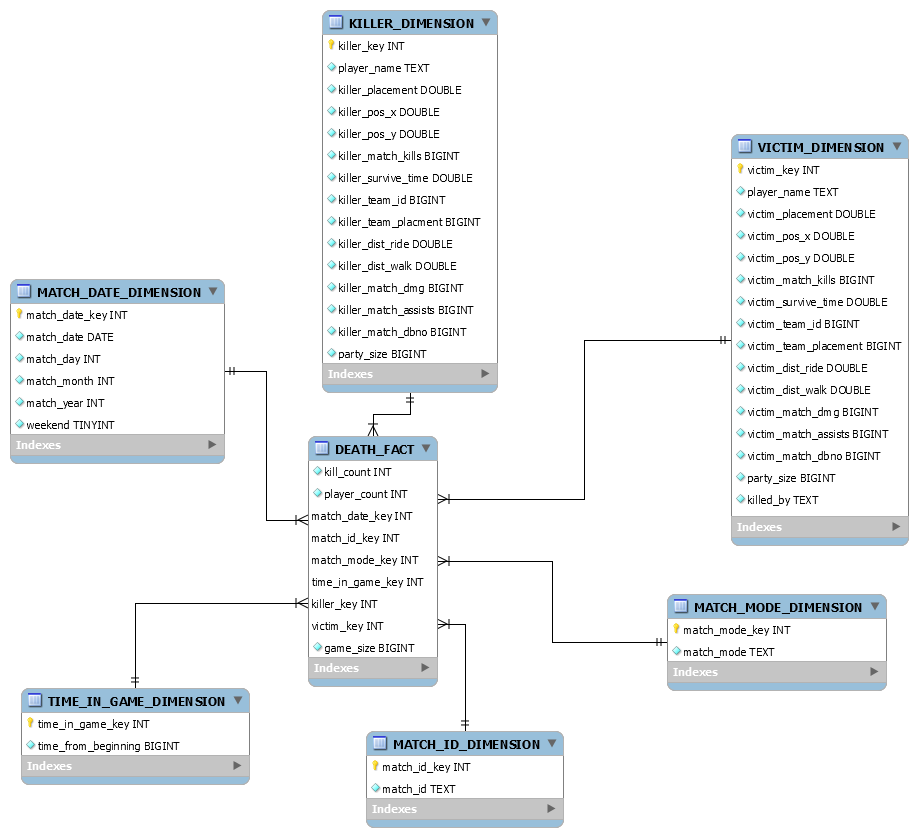 KILLER_DIMENSION
killer_key INT
player_name TEXT
killer_placement DOUBLE
killer_pos_x DOUBLE
killer_pos_y DOUBLE
killer_match_kills BIGINT
killer_survive_time DOUBLE
killer_team_id BIGINT
killer_team_placment BIGINT
killer_dist_ride DOUBLE
killer_dist_walk DOUBLE
killer_match_dmg BIGINT
killer_match_assists BIGINT
killer_match_dbno BIGINT
party_size BIGINT
Indexes
VICTIM_DIMENSION
victim_key INT
player_name TEXT
victim_placement DOUBLE
victim_pos_x DOUBLE
victim_pos_y DOUBLE
victim_match_kills BIGINT
victim_survive_time DOUBLE
victim_team_id BIGINT
victim_team_placement BIGINT
victim_dist_ride DOUBLE
victim_dist_walk DOUBLE
victim_match_dmg BIGINT
victim_match_assists BIGINT
victim_match_dbno BIGINT
party_size BIGINT
killed_by TEXT
Indexes
MATCH_DATE_DIMENSION
match_date_key INT
match_date DATE
match_day INT
match_month INT
match_year INT
weekend TINYINT
Indexes
DEATH_FACT
kill_count INT
player_count INT
match_date_key INT
match_id_key INT
match_mode_key INT
time_in_game_key INT
killer_key INT
victim_key INT
game_size BIGINT
Indexes
MATCH_MODE_DIMENSION
match_mode_key INT
match_mode TEXT
Indexes
TIME_IN_GAME_DIMENSION
time_in_game_key INT
time_from_beginning BIGINT
Indexes
MATCH_ID_DIMENSION
match_id_key INT
match_id TEXT
Indexes